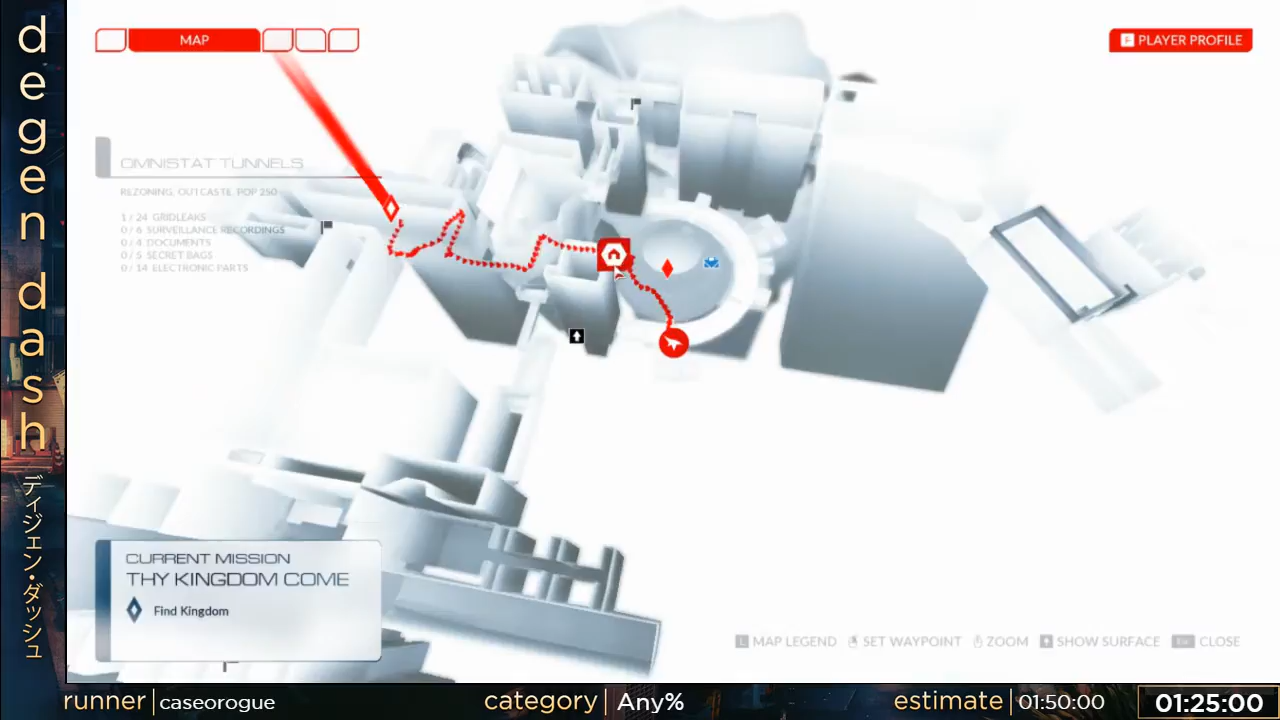 degen dash
デイジェン・ダッシュ
MAP
F PLAYER PROFILE
OMNISTAT TUNNELS
REZONING, OUTCASTE, POP 250
1 / 24 GRIDLEAKS
0 / 6 SURVEILLANCE RECORDINGS
0 / 4 DOCUMENTS
0 / 5 SECRET BAGS
0 / 14 ELECTRONIC PARTS
CURRENT MISSION
THY KINGDOM COME
Find Kingdom
L MAP LEGEND SET WAYPOINT ZOOM SHOW SURFACE Esc CLOSE
runner caseorogue category Any% estimate 01:50:00 01:25:00